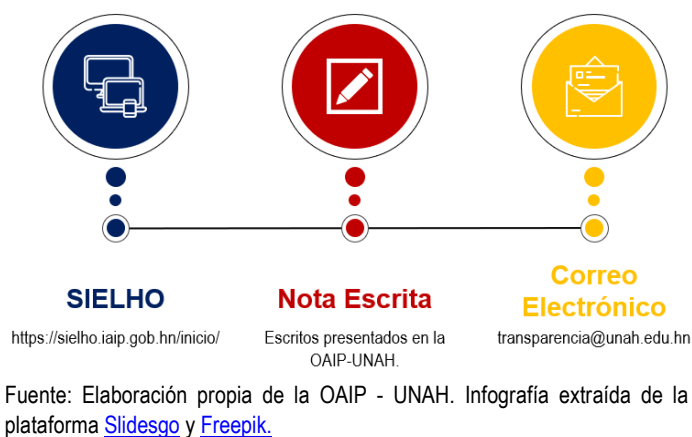 SIELHO
https://sielho.iaip.gob.hn/inicio/
Nota Escrita
Escritos presentados en la
OAIP-UNAH.
Correo
Electrónico
transparencia@unah.edu.hn
Fuente: Elaboración propia de la OAIP - UNAH. Infografía extraída de la
plataforma Slidesgo y Freepik.